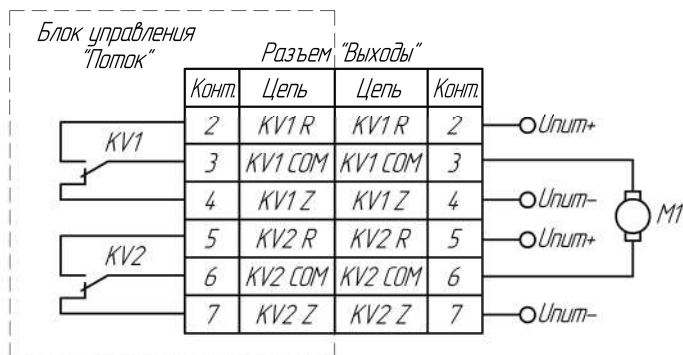 Блок управления
"Поток"
Разъем "Выходы"
Конт. Цепь Цепь Конт.
2 KV1 R KV1 R 2 Uпит+
KV1
3 KV1 COM KV1 COM 3
4 KV1 Z KV1 Z 4 Uпит-
M1
5 KV2 R KV2 R 5 Uпит+
KV2
6 KV2 COM KV2 COM 6
7 KV2 Z KV2 Z 7 Uпит-